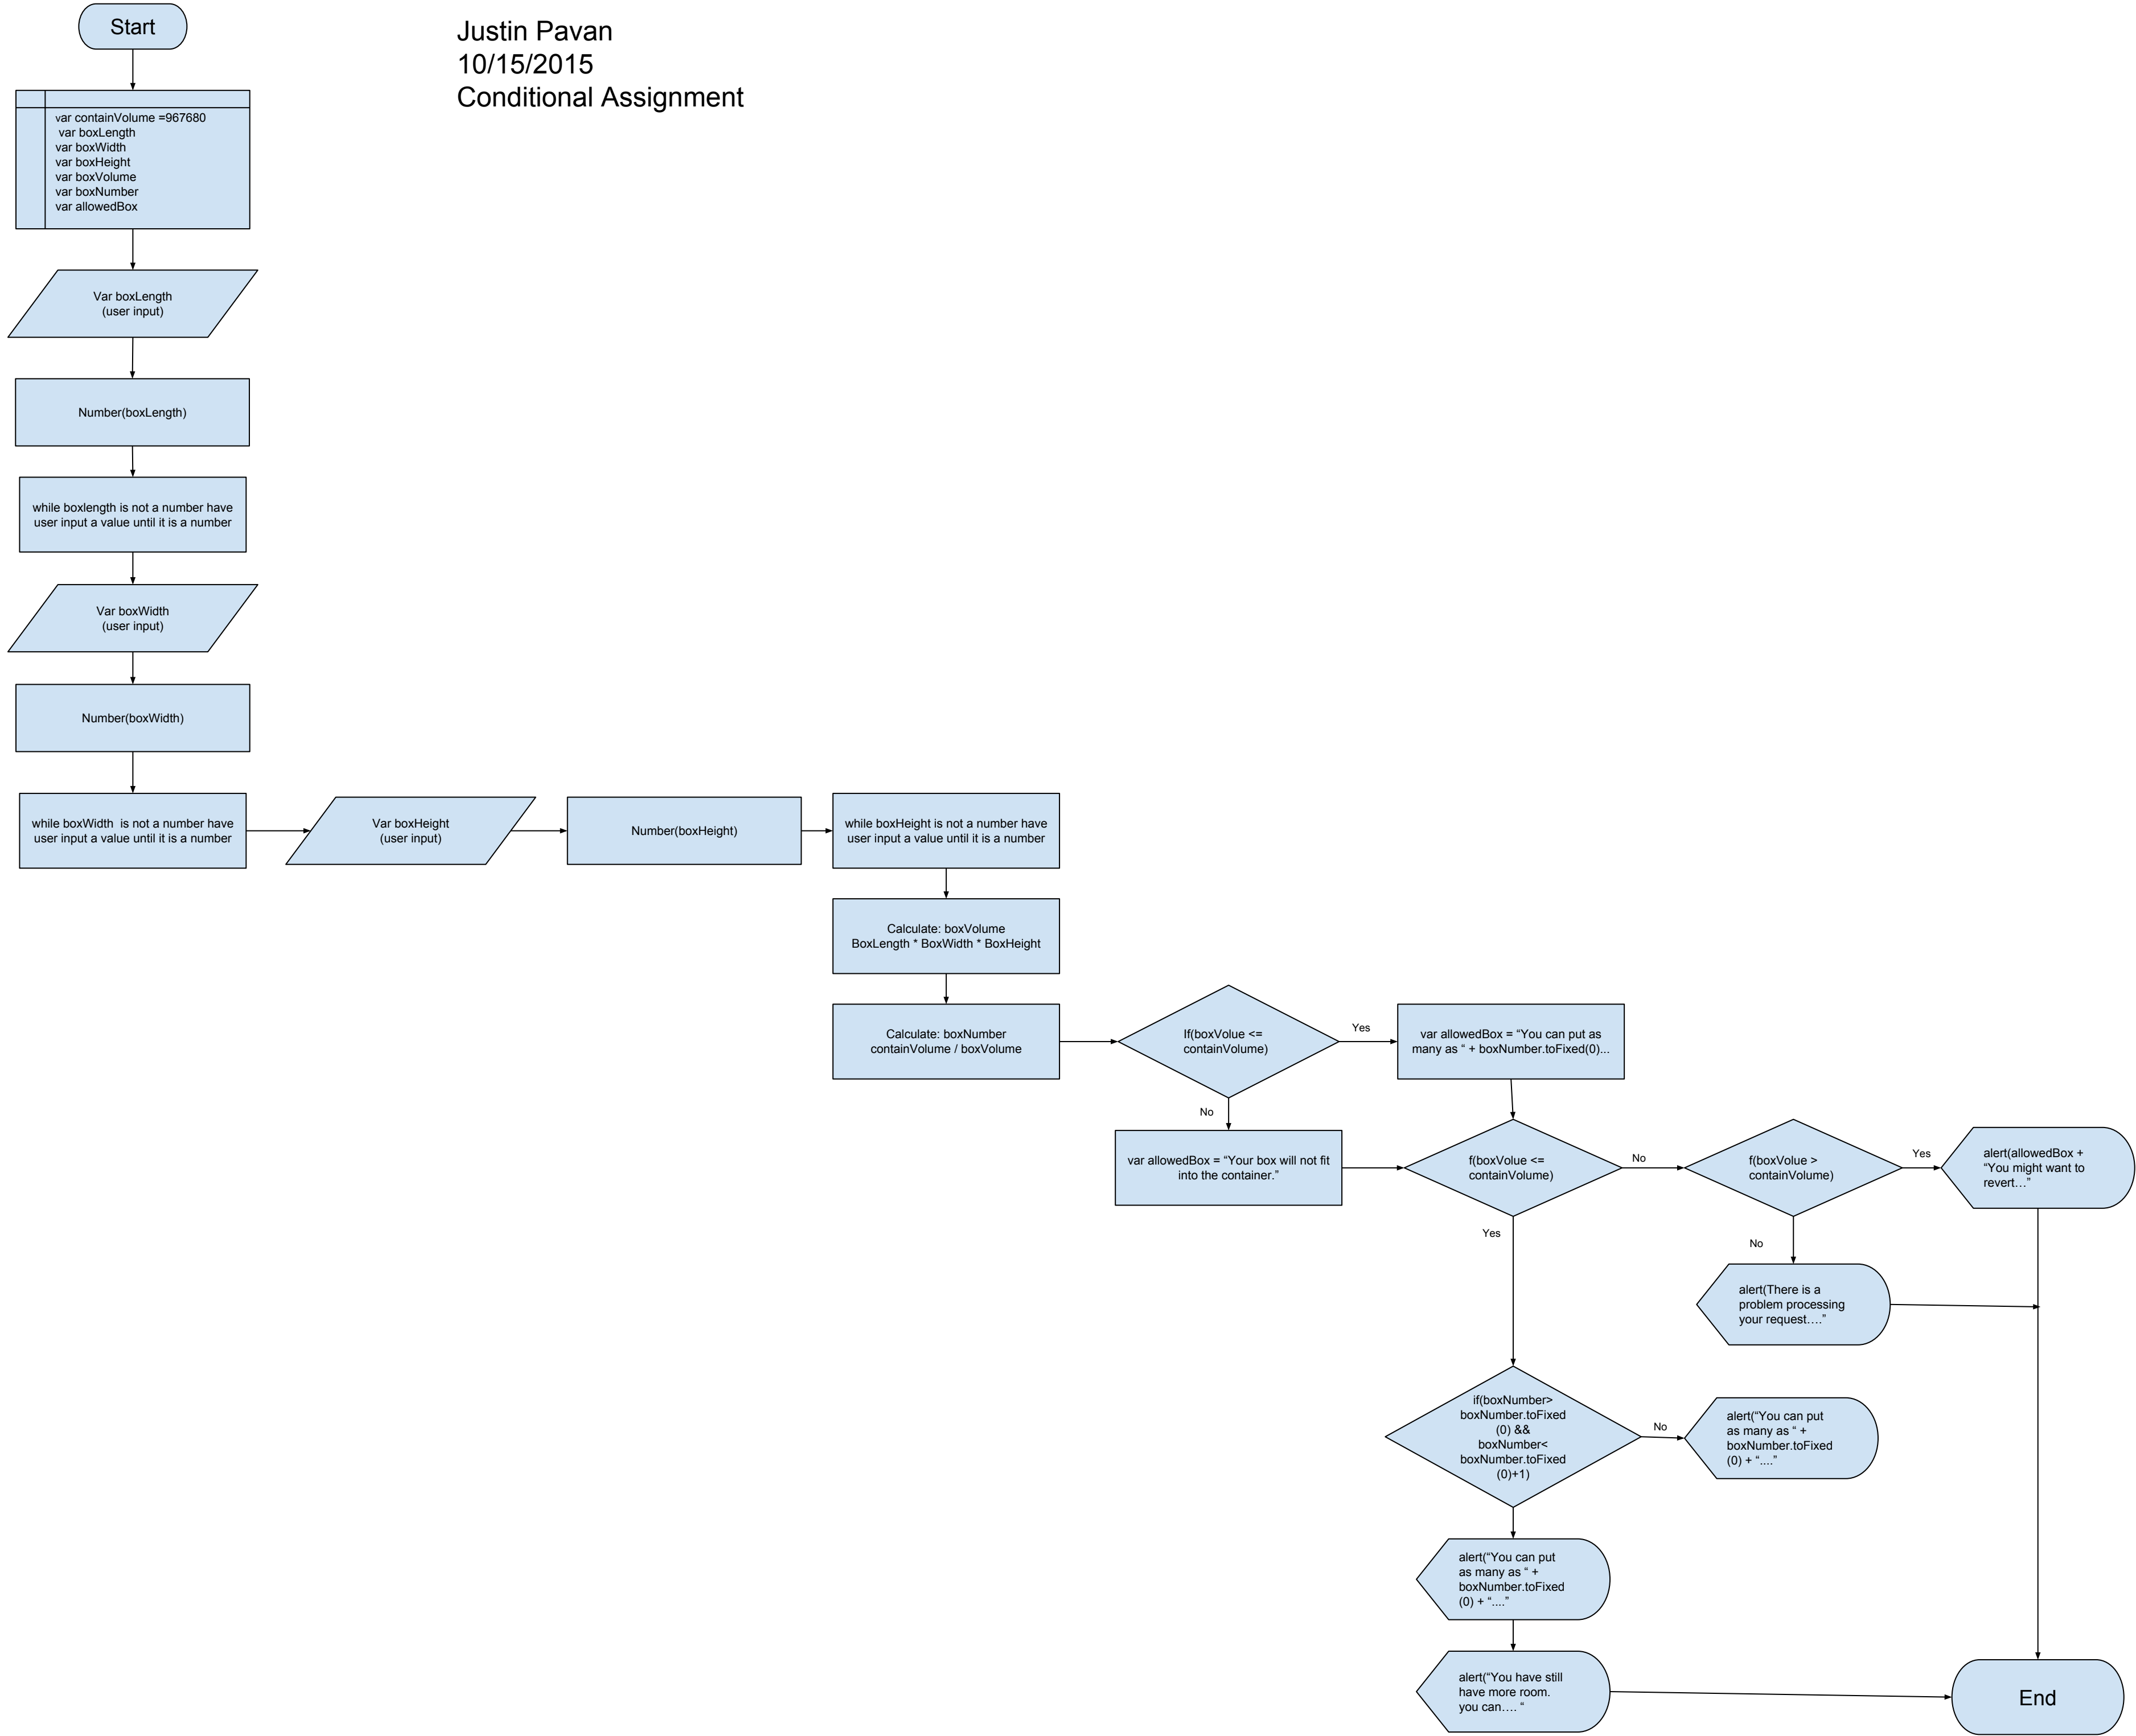 Start
Justin Pavan
10/15/2015
Conditional Assignment
var containVolume =967680
var boxLength
var boxWidth
var boxHeight
var boxVolume
var boxNumber
var allowedBox
Var boxLength
(user input)
Number(boxLength)
while boxlength is not a number have
user input a value until it is a number
Var boxWidth
(user input)
Number(boxWidth)
while boxWidth  is not a number have
user input a value until it is a number
Var boxHeight
(user input)
Number(boxHeight)
while boxHeight is not a number have
user input a value until it is a number
Calculate: boxVolume
BoxLength * BoxWidth * BoxHeight
Calculate: boxNumber
containVolume / boxVolume
If(boxVolue <=
containVolume)
Yes
var allowedBox = “You can put as
many as “ + boxNumber.toFixed(0)...
No
var allowedBox = “Your box will not fit
into the container.”
f(boxVolue <=
containVolume)
No
f(boxVolue >
containVolume)
Yes
alert(allowedBox +
“You might want to
revert…”
Yes
No
alert(There is a
problem processing
your request….”
if(boxNumber>
boxNumber.toFixed
(0) &&
boxNumber<
boxNumber.toFixed
(0)+1)
No
alert(“You can put
as many as “ +
boxNumber.toFixed
(0) + “....”
alert(“You can put
as many as “ +
boxNumber.toFixed
(0) + “....”
alert(“You have still
have more room.
you can…. “
End